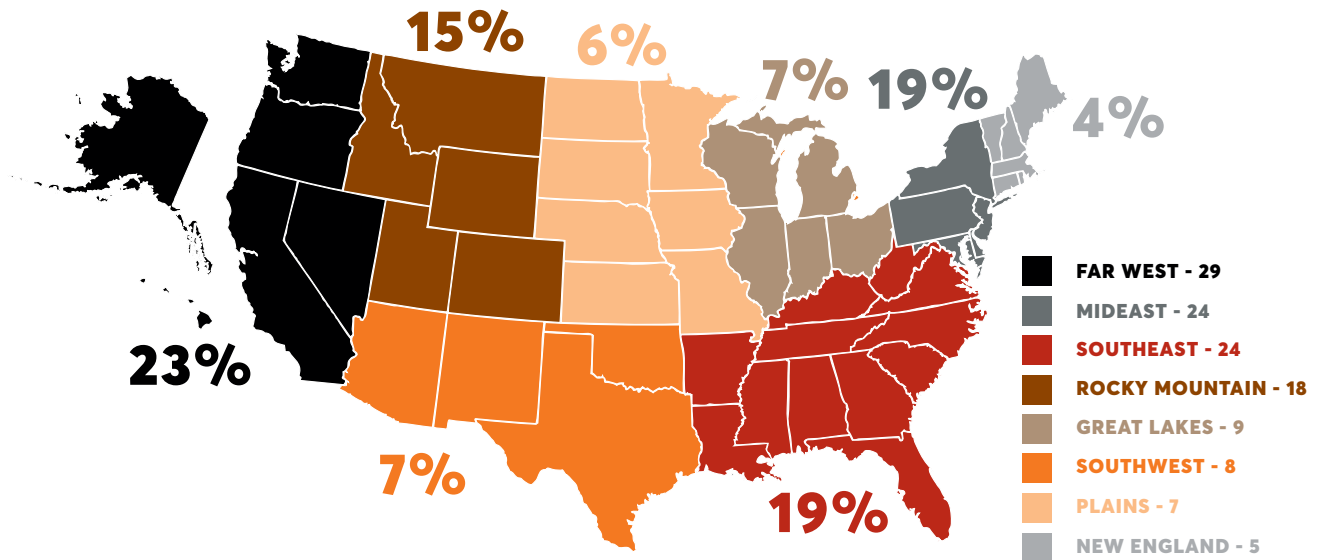 15%
6%
7%
19%
4%
23%
7%
19%
FAR WEST - 29
MIDEAST - 24
SOUTHEAST - 24
ROCKY MOUNTAIN - 18
GREAT LAKES - 9
SOUTHWEST - 8
PLAINS - 7
NEW ENGLAND - 5